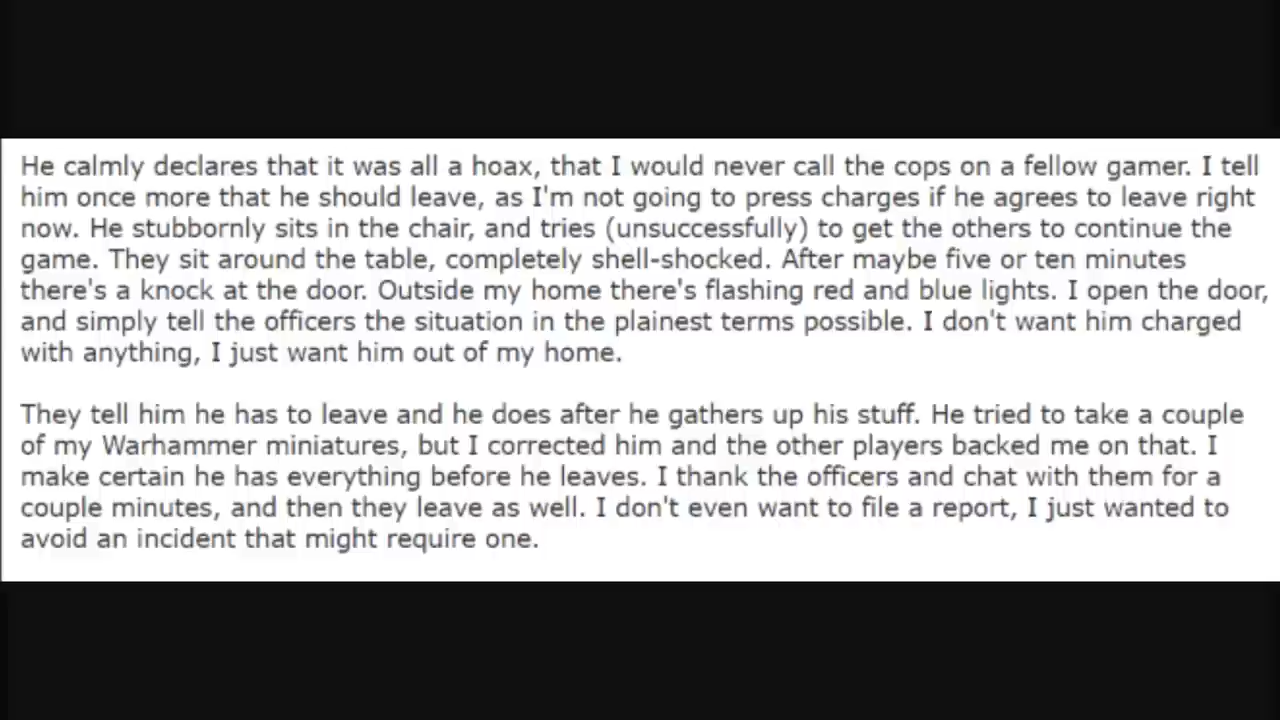 He calmly declares that it was all a hoax, that I would never call the cops on a fellow gamer. I tell
him once more that he should leave, as I'm not going to press charges if he agrees to leave right
now. He stubbornly sits in the chair, and tries (unsuccessfully) to get the others to continue the
game. They sit around the table, completely shell-shocked. After maybe five or ten minutes
there's a knock at the door. Outside my home there's flashing red and blue lights. I open the door,
and simply tell the officers the situation in the plainest terms possible. I don't want him charged
with anything, I just want him out of my home.
They tell him he has to leave and he does after he gathers up his stuff. He tried to take a couple
of my Warhammer miniatures, but I corrected him and the other players backed me on that. I
make certain he has everything before he leaves. I thank the officers and chat with them for a
couple minutes, and then they leave as well. I don't even want to file a report, I just wanted to
avoid an incident that might require one.